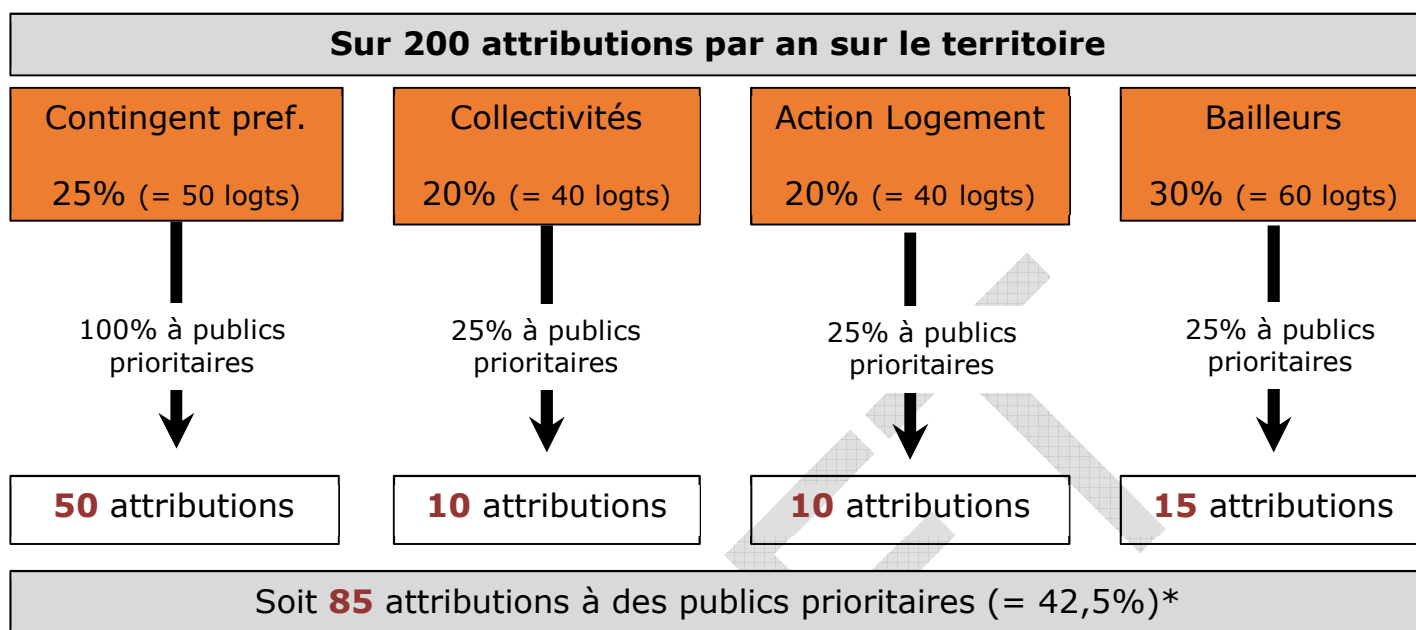 Sur 200 attributions par an sur le territoire
Contingent pref.
25% (= 50 logts)
Collectivités
20% (= 40 logts)
Action Logement
20% (= 40 logts)
Bailleurs
30% (= 60 logts)
100% à publics
prioritaires
25% à publics
prioritaires
25% à publics
prioritaires
25% à publics
prioritaires
50 attributions
10 attributions
10 attributions
15 attributions
Soit 85 attributions à des publics prioritaires (= 42,5%)*